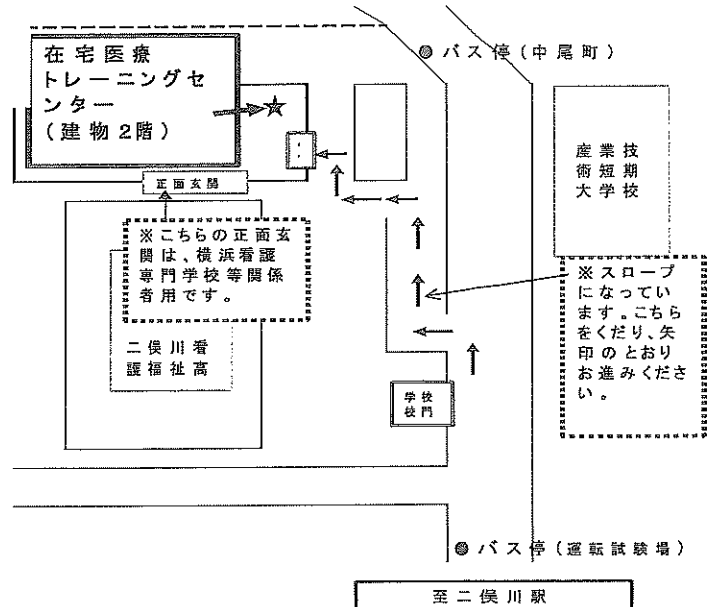 在宅医療
トレーニングセ
ンター
(建物2階)
バス停(中尾町)
産業技
術短期
大学校
正面玄関
※こちらの正面玄
関は、横浜看護
専門学校等関係
者用です。
※スロープ
になってい
ます。こちら
をくだり、矢
印のとおり
お進みくださ
い。
二俣川看
護福祉高
学校
校門
バス停(運転試験場)
至二俣川駅